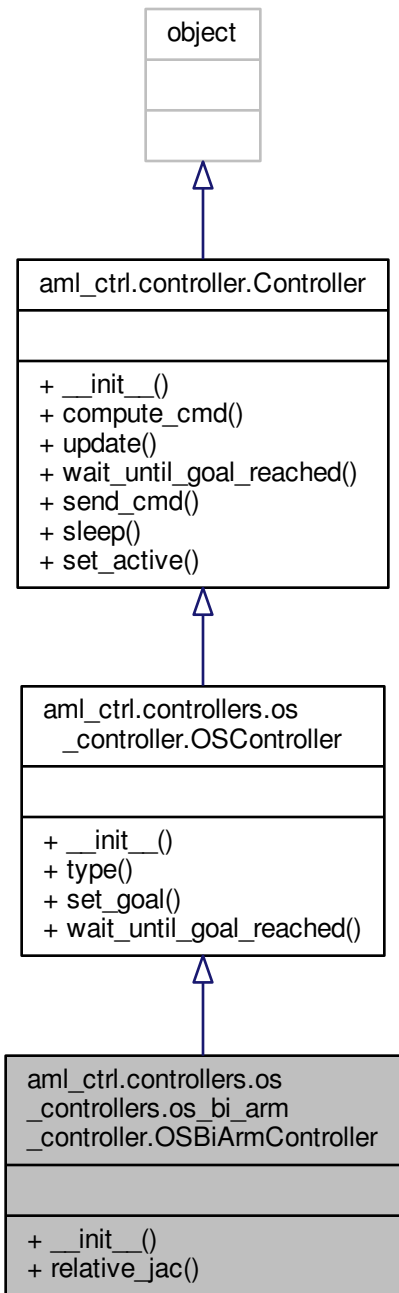 object
aml_ctrl.controller.Controller
+ __init__()
+ compute_cmd()
+ update()
+ wait_until_goal_reached()
+ send_cmd()
+ sleep()
+ set_active()
aml_ctrl.controllers.os
_controller.OSController
+ __init__()
+ type()
+ set_goal()
+ wait_until_goal_reached()
aml_ctrl.controllers.os
_controllers.os_bi_arm
_controller.OSBiArmController
+ __init__()
+ relative_jac()